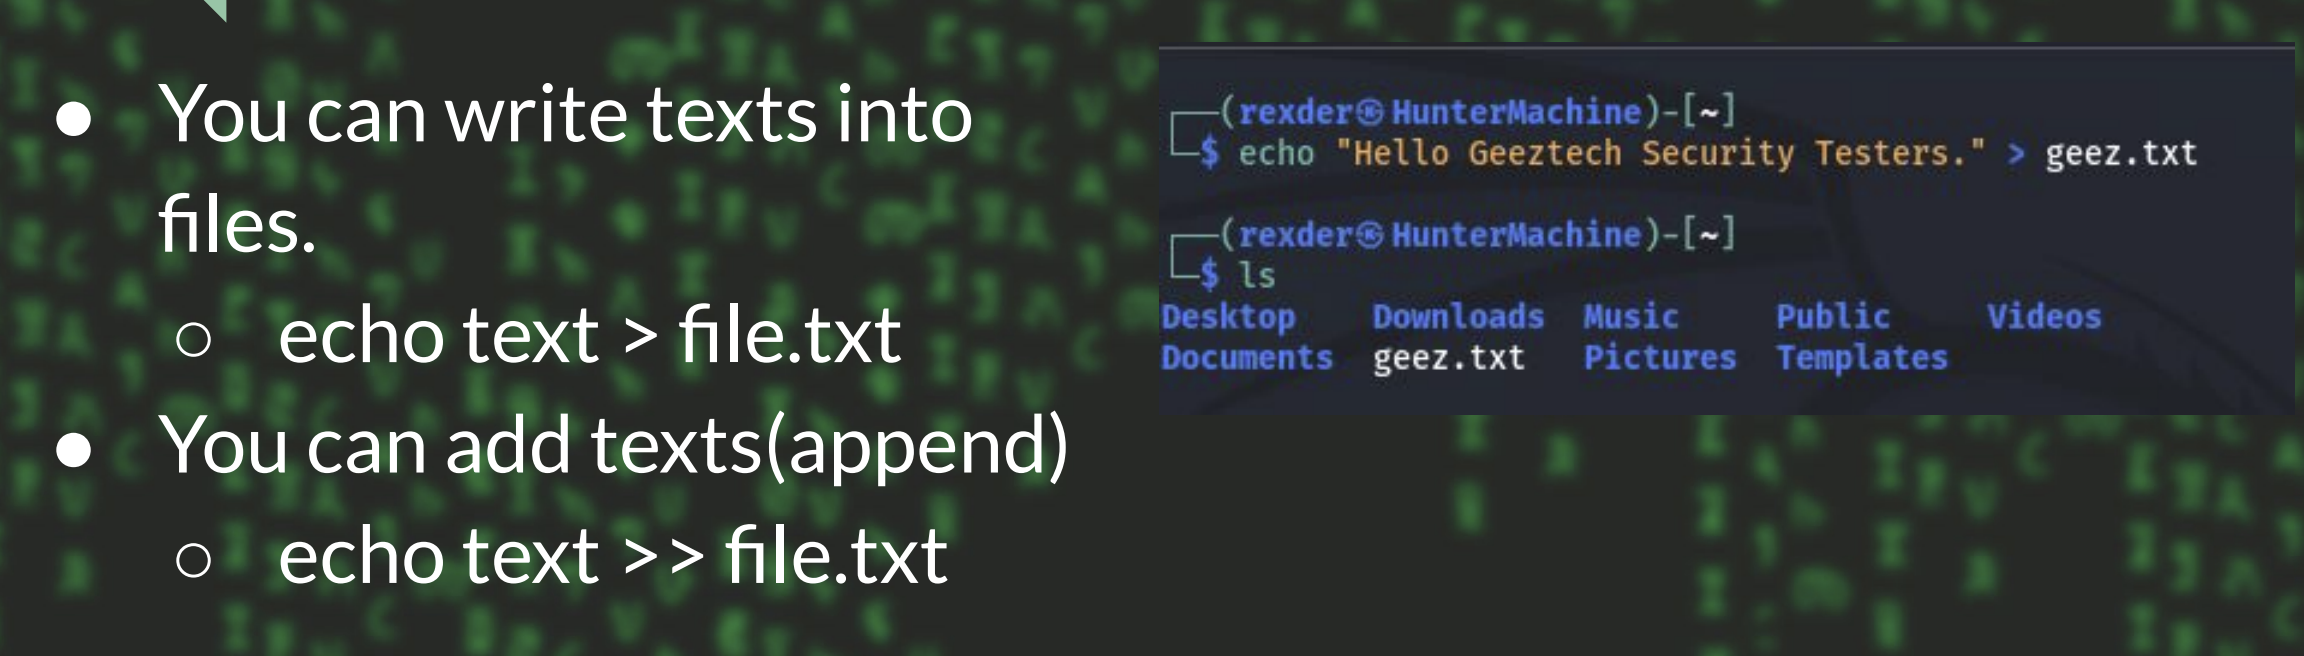 ● You can write texts into
files.
○ echo text > file.txt
● You can add texts(append)
○ echo text >> file.txt
┌──(rexder㉿HunterMachine)-[~]
└─$ echo "Hello Geeztech Security Testers." > geez.txt
┌──(rexder㉿HunterMachine)-[~]
└─$ ls
Desktop Downloads Music Public Videos
Documents geez.txt Pictures Templates